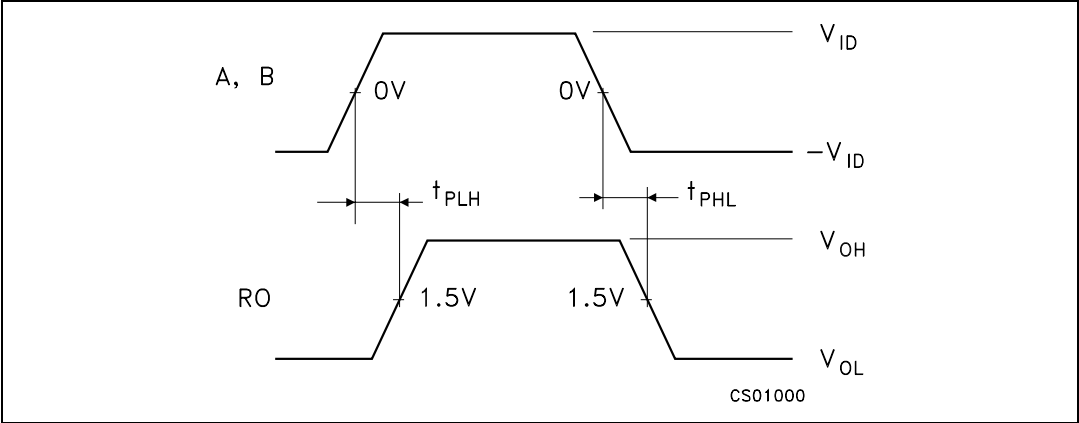 V_ID
A, B
0V
0V
-V_ID
t_PLH
t_PHL
V_OH
RO
1.5V
1.5V
V_OL
CS01000